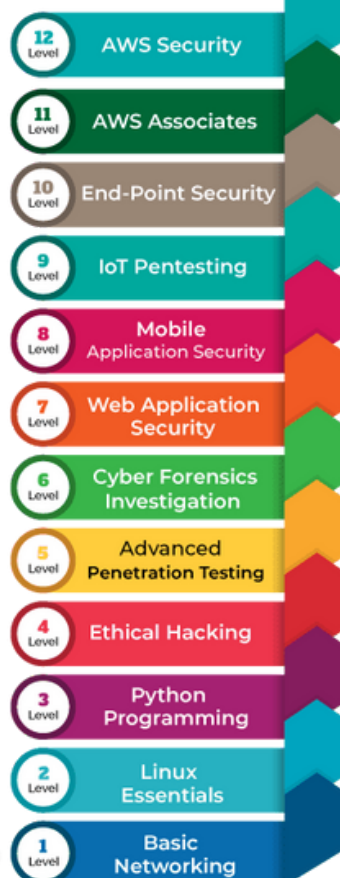 12
Level
AWS Security
11
Level
AWS Associates
10
Level
End-Point Security
9
Level
IoT Pentesting
8
Level
Mobile
Application Security
7
Level
Web Application
Security
6
Level
Cyber Forensics
Investigation
5
Level
Advanced
Penetration Testing
4
Level
Ethical Hacking
3
Level
Python
Programming
2
Level
Linux
Essentials
1
Level
Basic
Networking